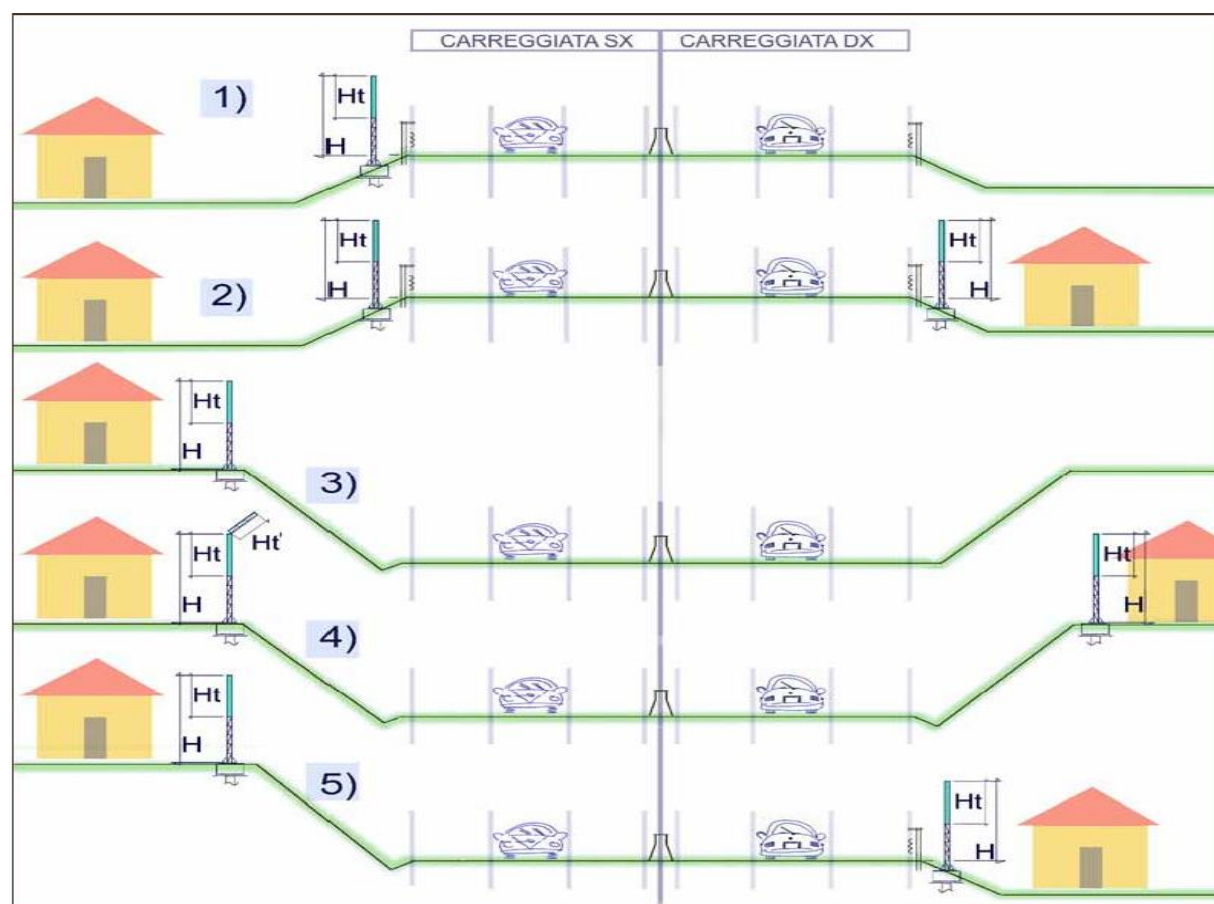 CARREGGIATA SX CARREGGIATA DX
1)
Ht
H
2)
Ht
H
Ht
H
3)
Ht
H
4)
Ht
Ht'
H
Ht
H
5)
Ht
H
Ht
H